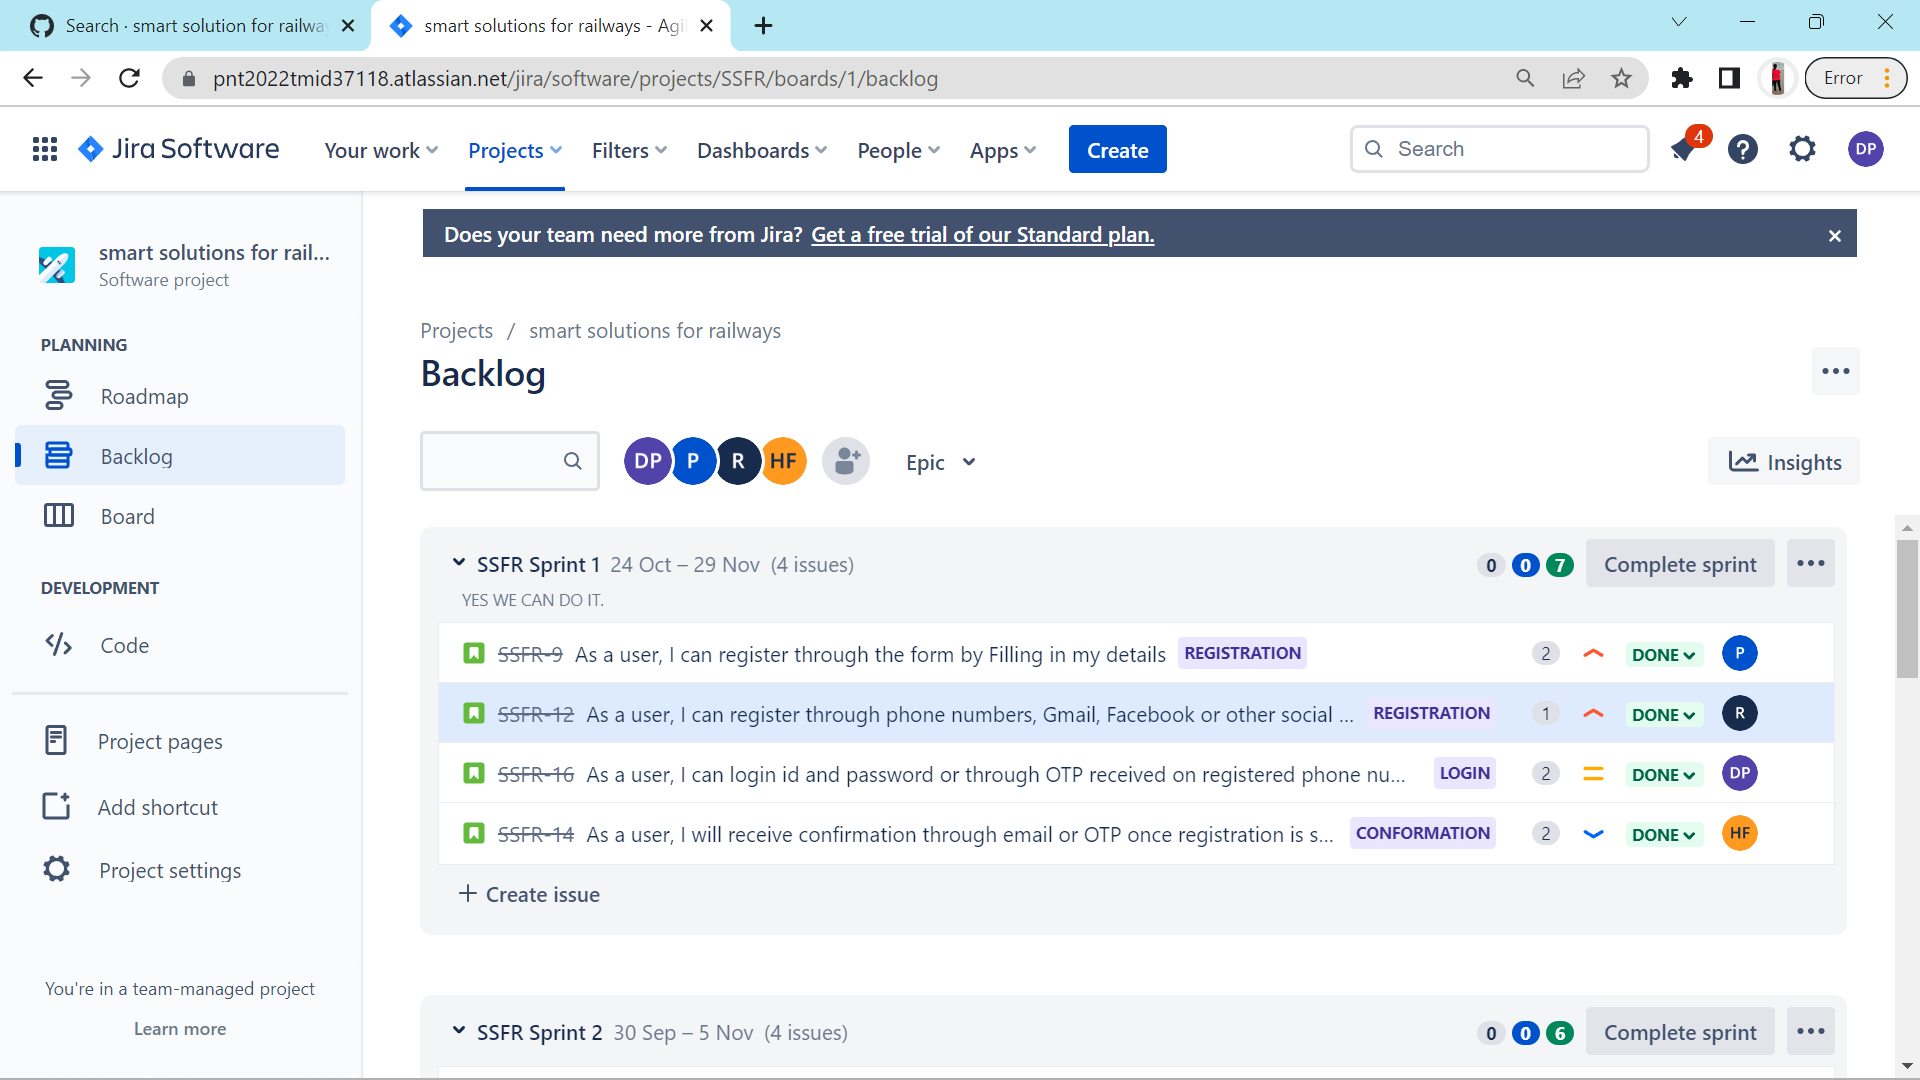 Search · smart solution for railwa
smart solutions for railways - Agi
pnt2022tmid37118.atlassian.net/jira/software/projects/SSFR/boards/1/backlog
Error
Jira Software
Your work
Projects
Filters
Dashboards
People
Apps
Create
Search
4
DP
Does your team need more from Jira? Get a free trial of our Standard plan.
smart solutions for rail...
Software project
PLANNING
Roadmap
Backlog
Board
DEVELOPMENT
Code
Project pages
Add shortcut
Project settings
You're in a team-managed project
Learn more
Projects / smart solutions for railways
Backlog
DP P R HF
Epic
Insights
SSFR Sprint 1 24 Oct – 29 Nov (4 issues) 0 0 7 Complete sprint
YES WE CAN DO IT.
SSFR-9 As a user, I can register through the form by Filling in my details REGISTRATION 2 DONE P
SSFR-12 As a user, I can register through phone numbers, Gmail, Facebook or other social ... REGISTRATION 1 DONE R
SSFR-16 As a user, I can login id and password or through OTP received on registered phone nu... LOGIN 2 DONE DP
SSFR-14 As a user, I will receive confirmation through email or OTP once registration is s... CONFORMATION 2 DONE HF
+ Create issue
SSFR Sprint 2 30 Sep – 5 Nov (4 issues) 0 0 6 Complete sprint